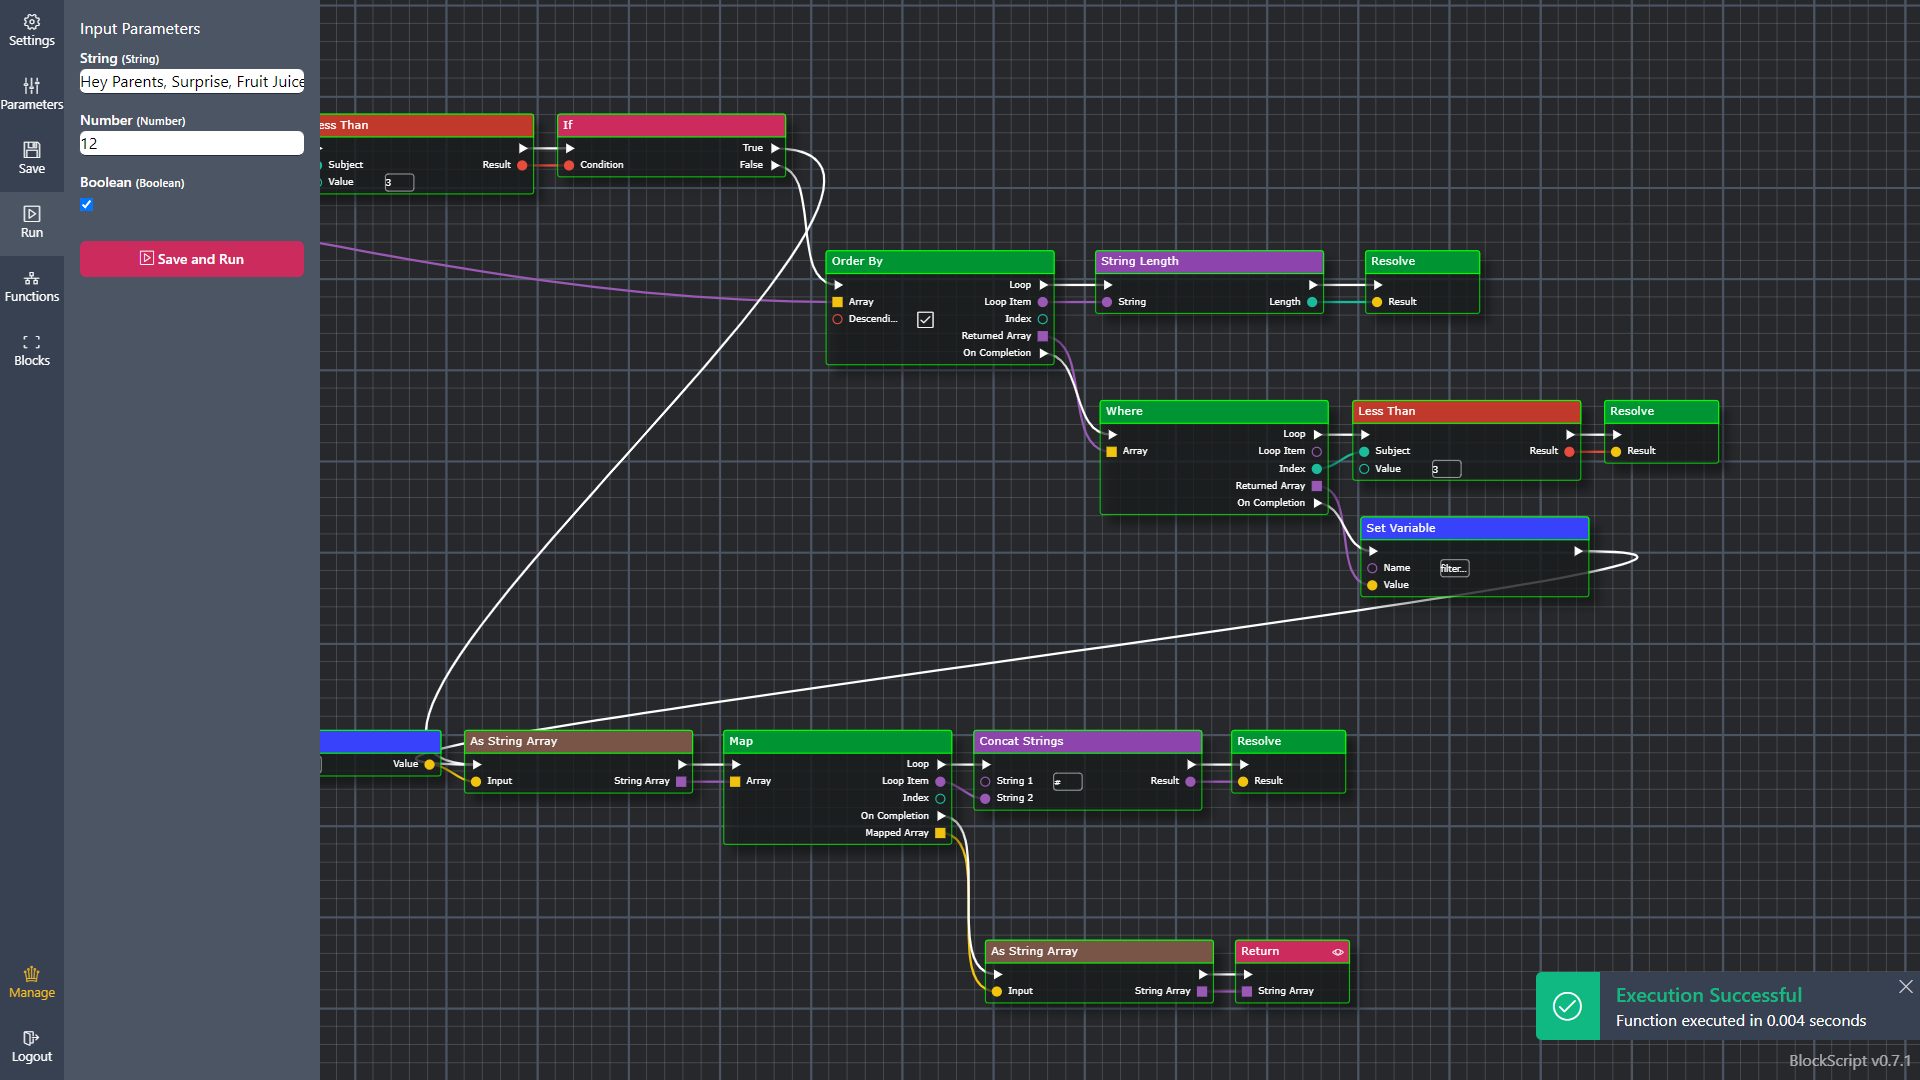 Settings
Parameters
Save
Run
Functions
Blocks
Manage
Logout
Input Parameters
String (String)
Hey Parents, Surprise, Fruit Juice
Number (Number)
12
Boolean (Boolean)
Save and Run
ess Than
Subject
Result
Value
3
If
True
Condition
False
Order By
Loop
Array
Loop Item
Descendi...
Index
Returned Array
On Completion
String Length
String
Length
Resolve
Result
Where
Loop
Array
Loop Item
Index
Returned Array
On Completion
Less Than
Subject
Result
Value
3
Resolve
Result
Set Variable
Name
filter...
Value
Value
As String Array
Input
String Array
Map
Loop
Array
Loop Item
Index
On Completion
Mapped Array
Concat Strings
String 1
#
Result
String 2
Resolve
Result
As String Array
Input
String Array
Return
String Array
Execution Successful
Function executed in 0.004 seconds
BlockScript v0.7.1